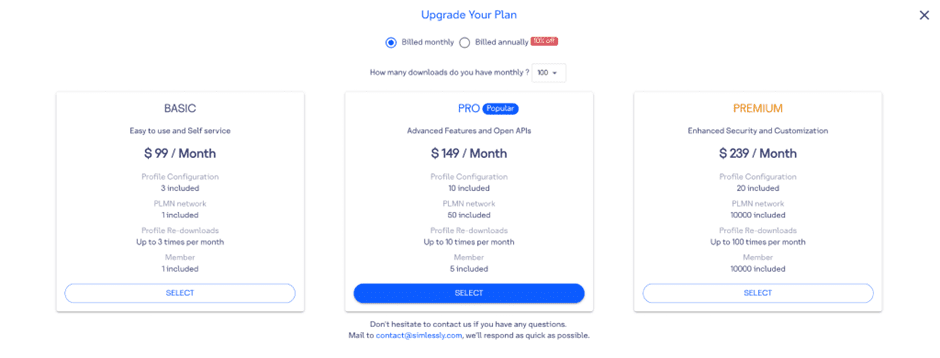 Upgrade Your Plan
Billed monthly Billed annually 10% off
How many downloads do you have monthly ? 100
BASIC
Easy to use and Self service
$ 99 / Month
Profile Configuration
3 included
PLMN network
1 included
Profile Re-downloads
Up to 3 times per month
Member
1 included
SELECT
PRO Popular
Advanced Features and Open APIs
$ 149 / Month
Profile Configuration
10 included
PLMN network
50 included
Profile Re-downloads
Up to 10 times per month
Member
5 included
SELECT
PREMIUM
Enhanced Security and Customization
$ 239 / Month
Profile Configuration
20 included
PLMN network
10000 included
Profile Re-downloads
Up to 100 times per month
Member
10000 included
SELECT
Don't hesitate to contact us if you have any questions.
Mail to contact@simlessly.com, we'll respond as quick as possible.